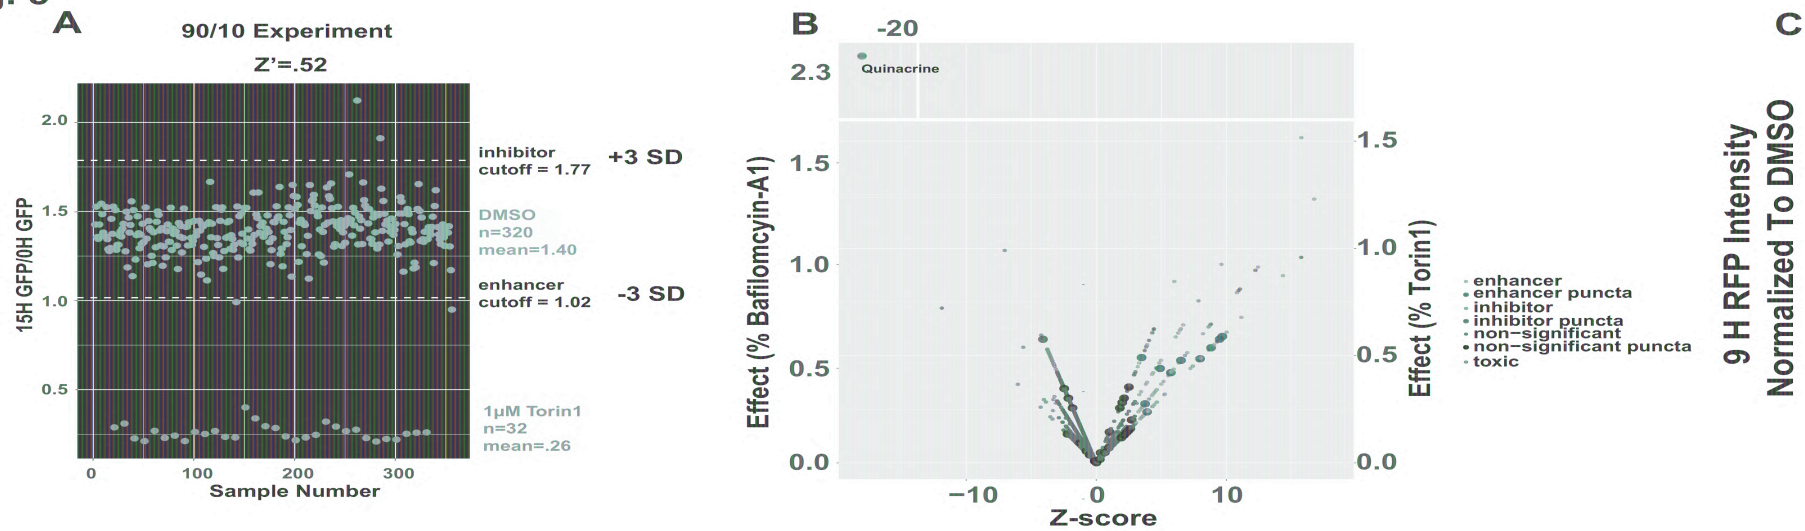 A
90/10 Experiment
Z'=.52
15H GFP/0H GFP
2.0
1.5
1.0
0.5
0
100
200
300
Sample Number
inhibitor
cutoff = 1.77
+3 SD
DMSO
n=320
mean=1.40
enhancer
cutoff = 1.02
-3 SD
1µM Torin1
n=32
mean=.26
B
-20
2.3
Quinacrine
Effect (% Bafilomcyin-A1)
1.5
1.0
0.5
0.0
−10
0
10
Z-score
1.5
1.0
0.5
0.0
Effect (% Torin1)
enhancer
enhancer puncta
inhibitor
inhibitor puncta
non−significant
non−significant puncta
toxic
C
9 H RFP Intensity
Normalized To DMSO